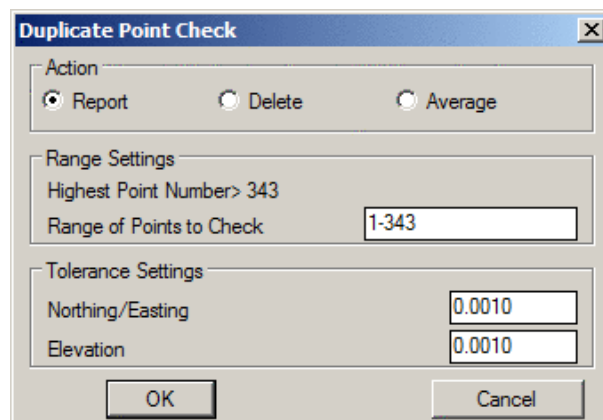 Duplicate Point Check
Action
Report Delete Average
Range Settings
Highest Point Number> 343
Range of Points to Check 1-343
Tolerance Settings
Northing/Easting 0.0010
Elevation 0.0010
OK Cancel